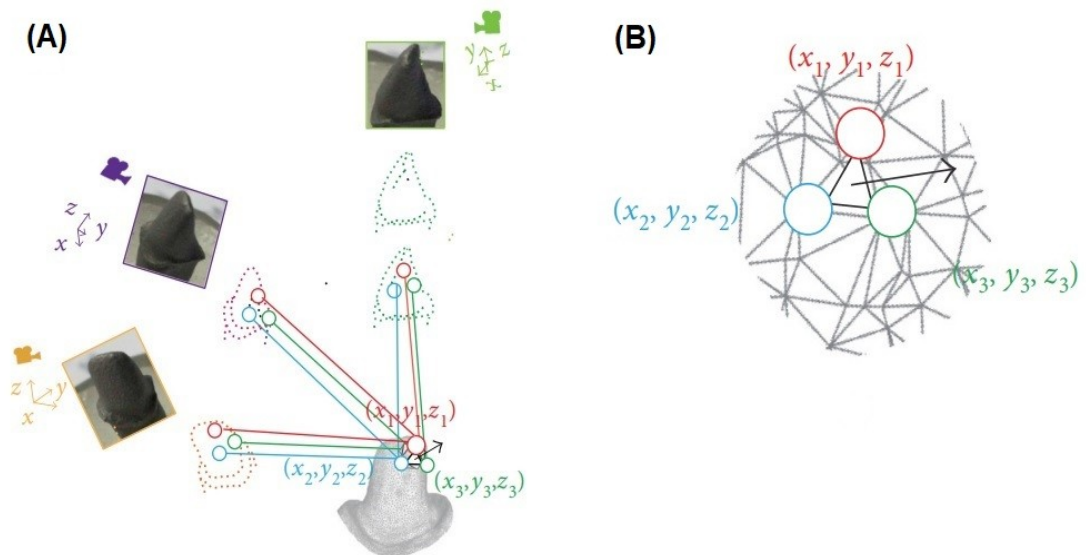 (A)
y z
x
z
x y
z y
x
(x₁,y₁,z₁)
(x₂,y₂,z₂)
(x₃,y₃,z₃)
(B)
(x₁, y₁, z₁)
(x₂, y₂, z₂)
(x₃, y₃, z₃)